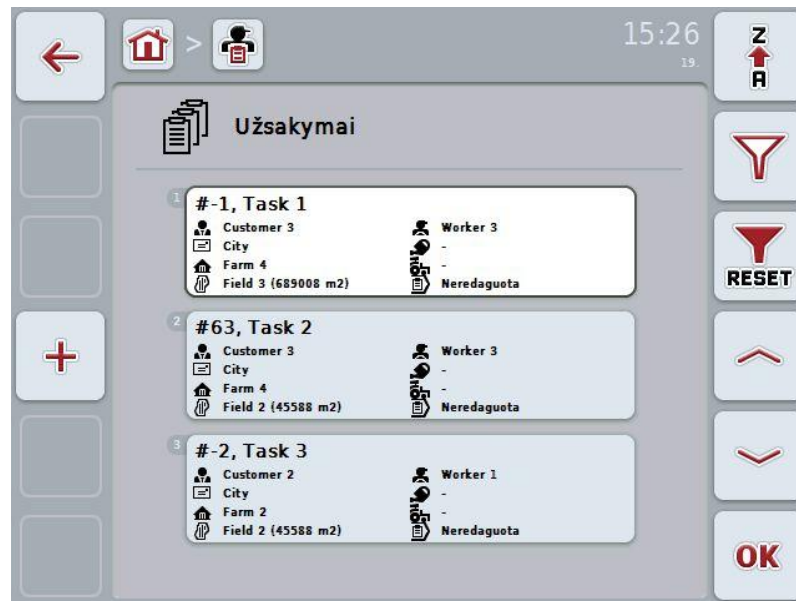 >
15:26
19.
Z
A
Užsakymai
1
#-1, Task 1
Customer 3
Worker 3
City
-
Farm 4
-
Field 3 (689008 m2)
Neredaguota
RESET
2
#63, Task 2
Customer 3
Worker 3
City
-
Farm 4
-
Field 2 (45588 m2)
Neredaguota
3
#-2, Task 3
Customer 2
Worker 1
City
-
Farm 2
-
Field 2 (45588 m2)
Neredaguota
OK